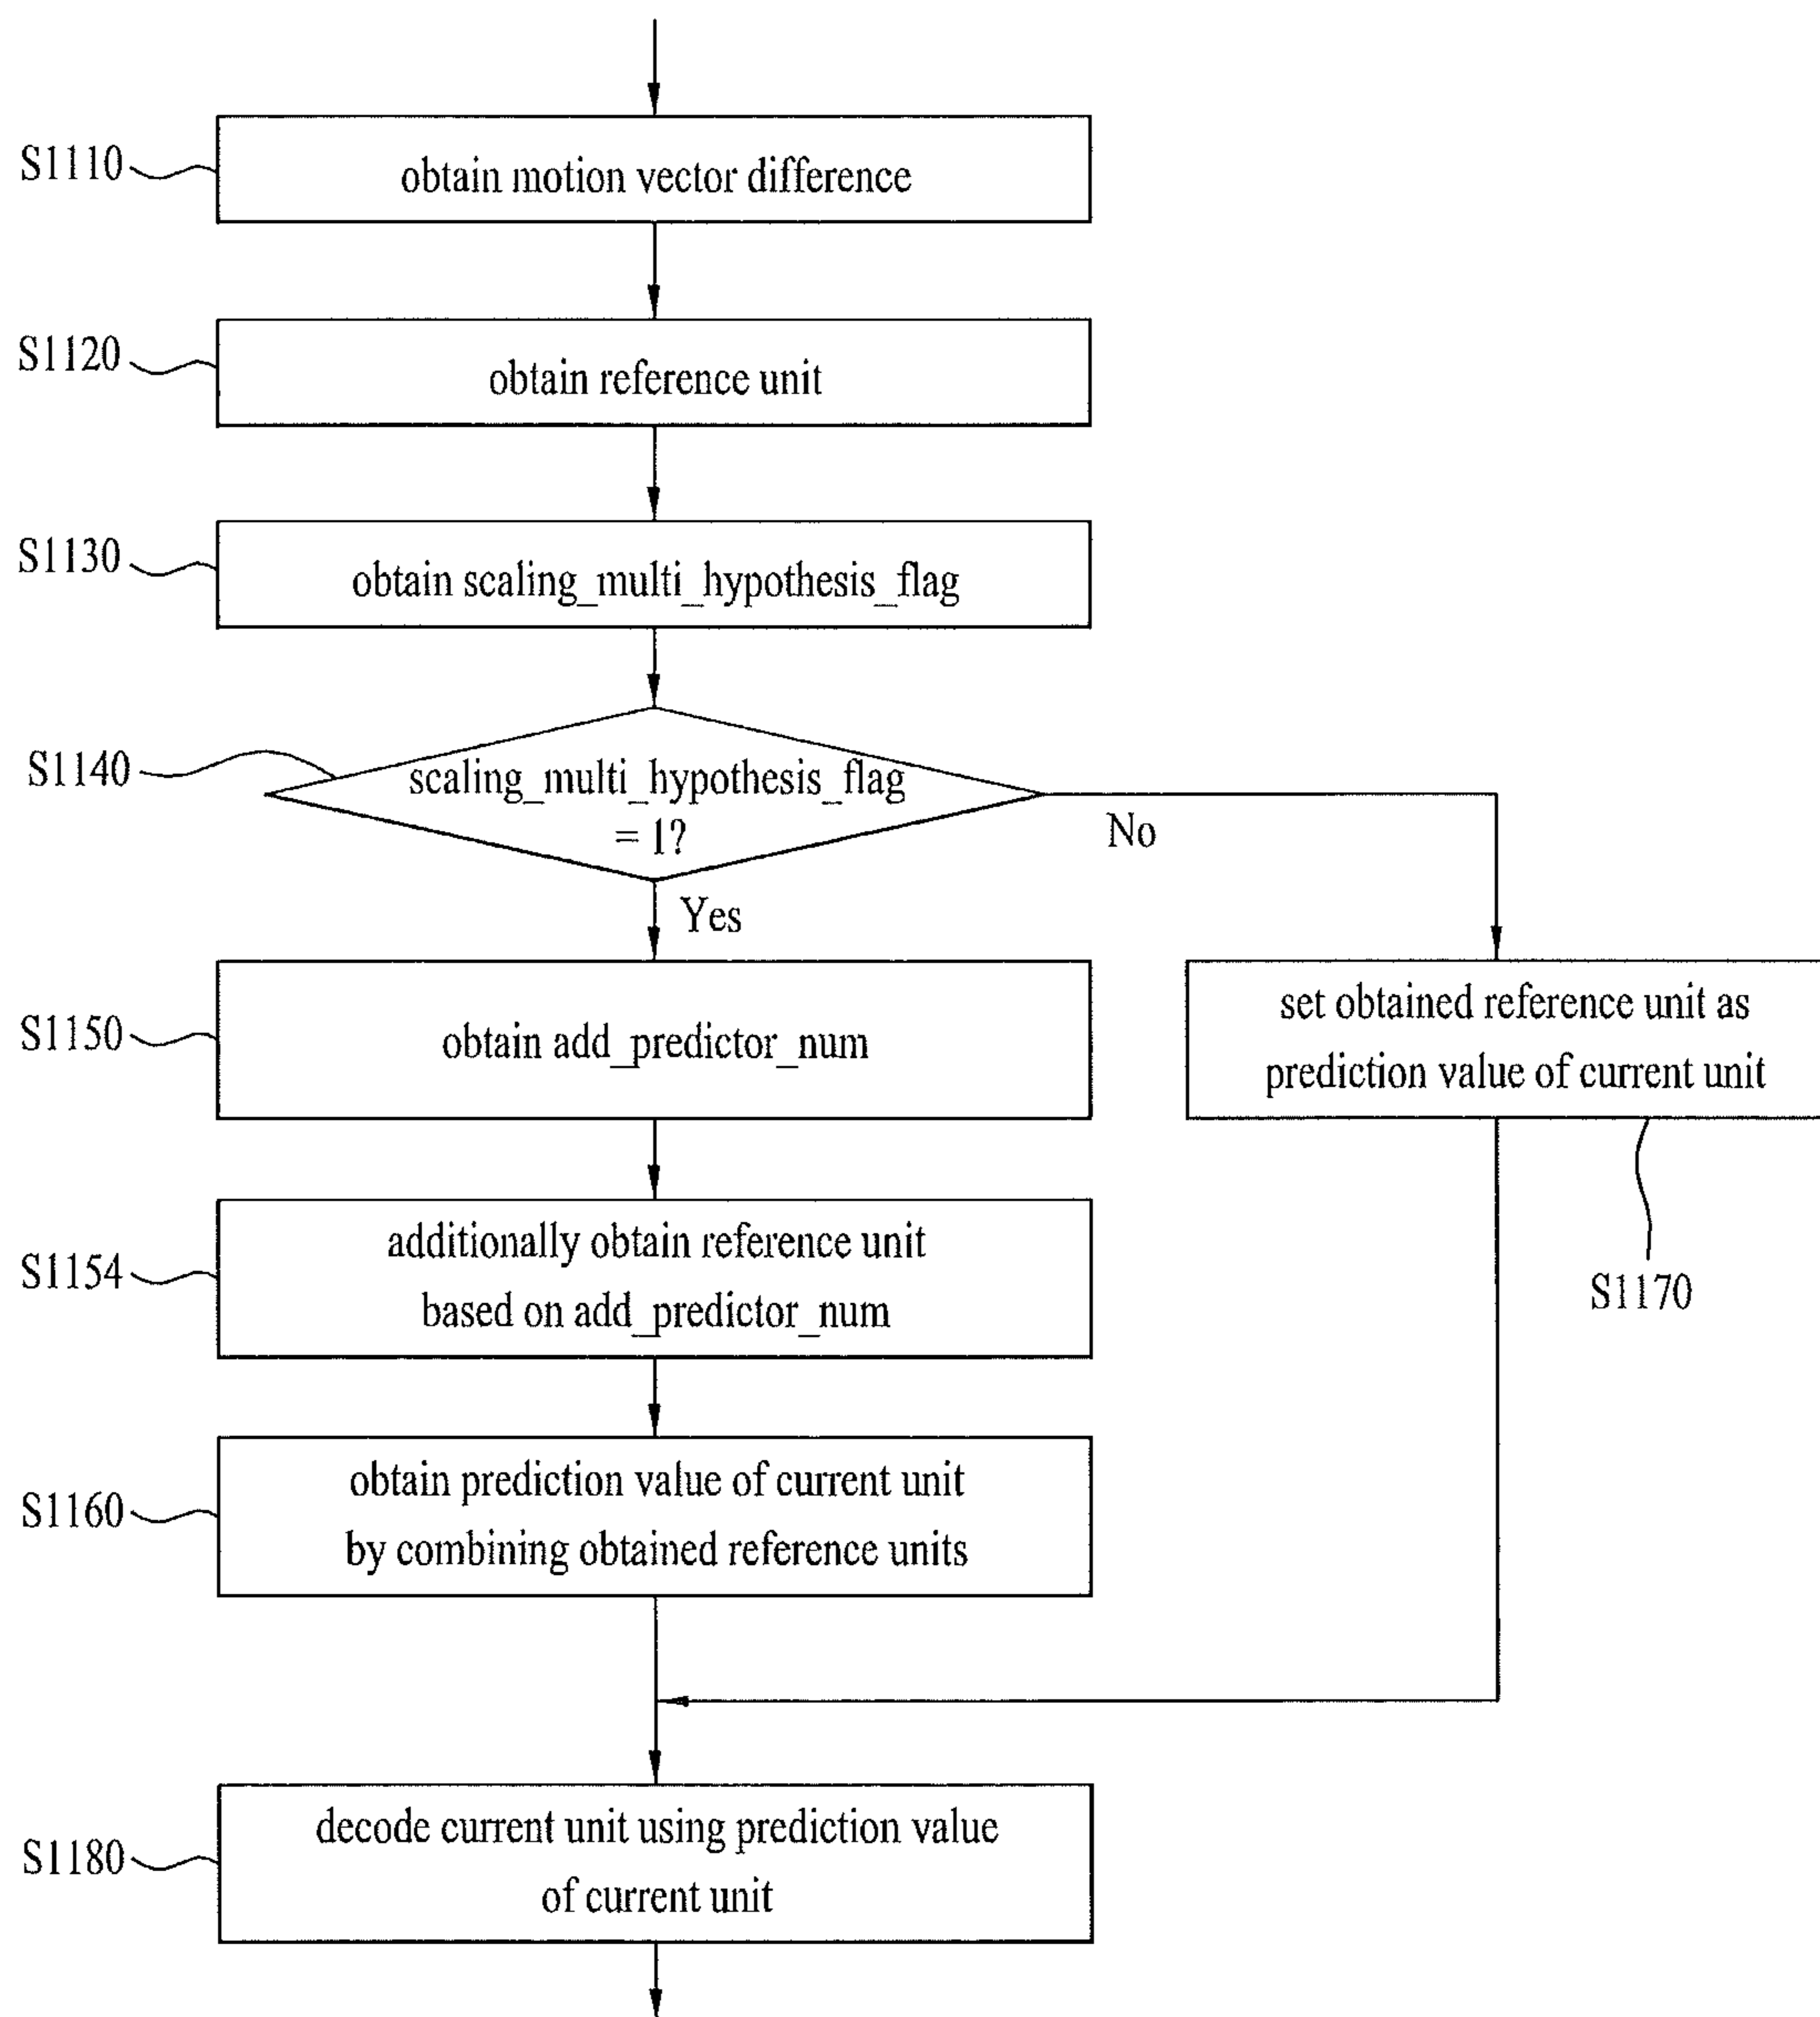 S1110
obtain motion vector difference
S1120
obtain reference unit
S1130
obtain scaling_multi_hypothesis_flag
S1140
scaling_multi_hypothesis_flag
= 1?
No
Yes
S1150
obtain add_predictor_num
set obtained reference unit as
prediction value of current unit
S1170
S1154
additionally obtain reference unit
based on add_predictor_num
S1160
obtain prediction value of current unit
by combining obtained reference units
S1180
decode current unit using prediction value
of current unit